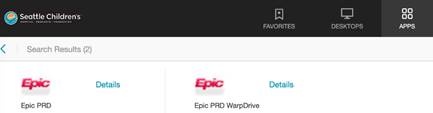 Seattle Children's
HOSPITAL • RESEARCH • FOUNDATION
FAVORITES
DESKTOPS
APPS
Search Results (2)
Epic
Details
Epic
Details
Epic PRD
Epic PRD WarpDrive